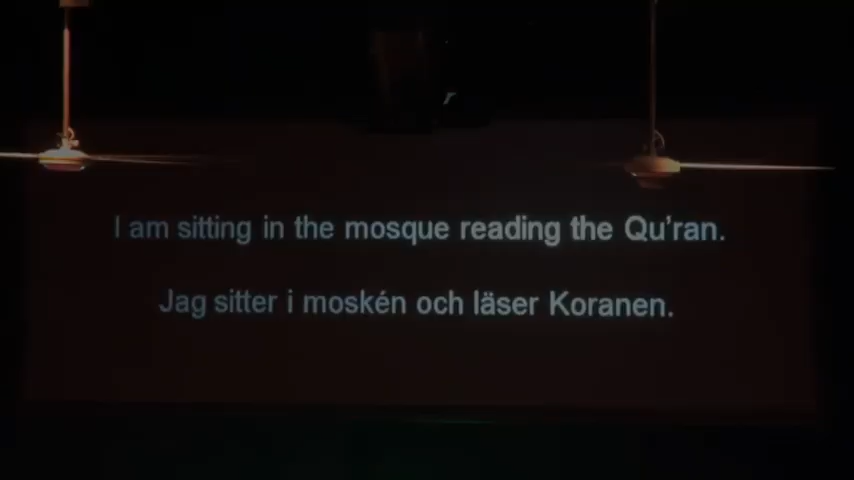 I am sitting in the mosque reading the Qu'ran.
Jag sitter i moskén och läser Koranen.